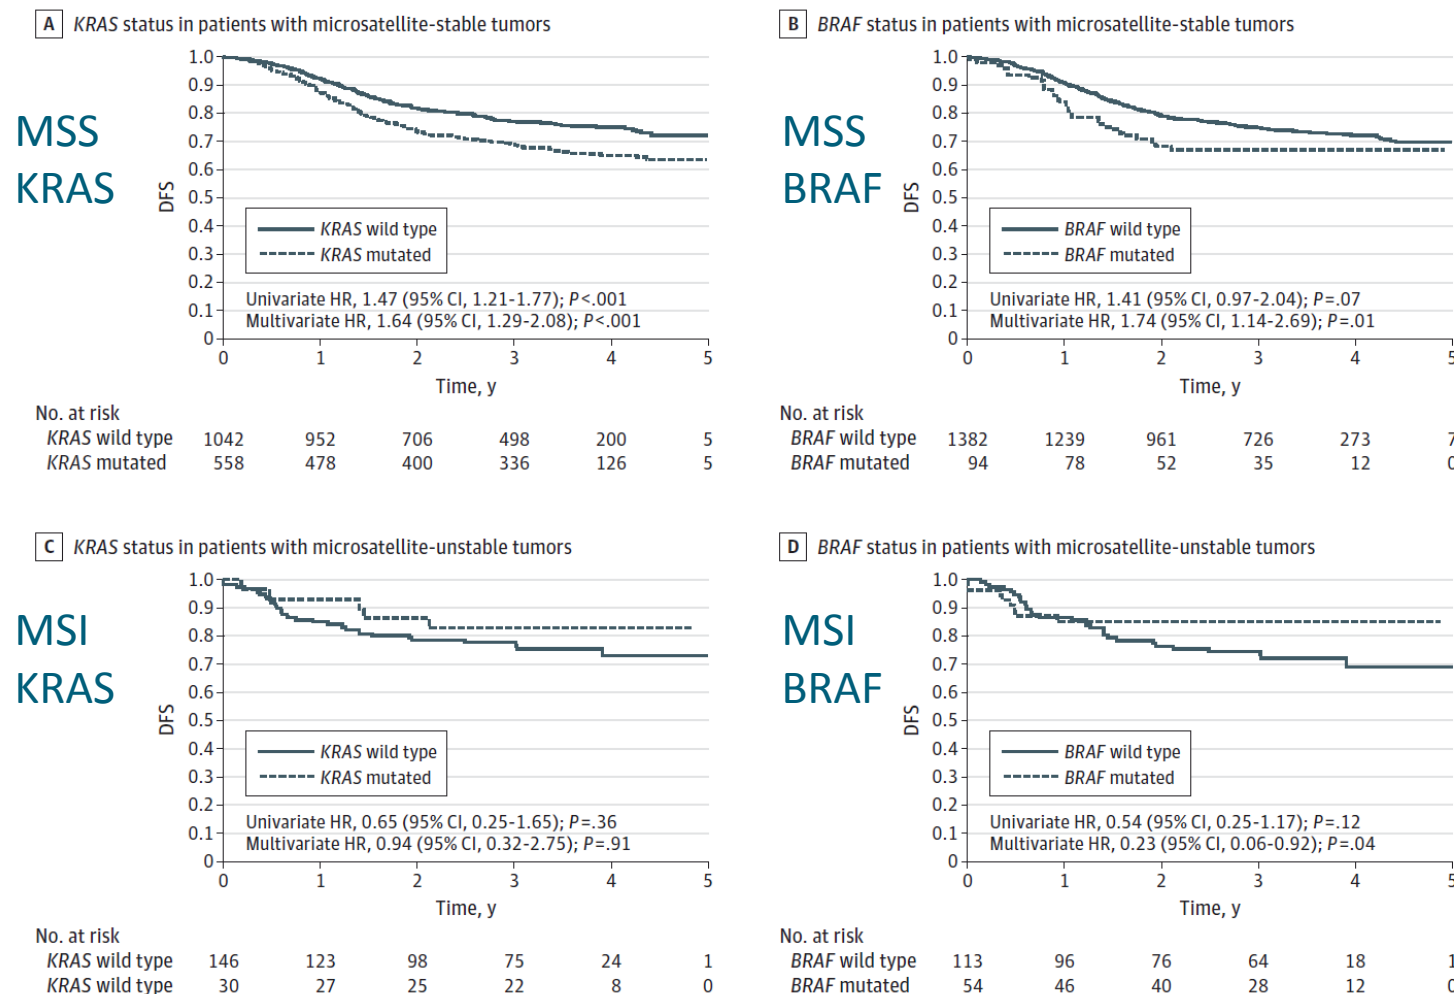 A KRAS status in patients with microsatellite-stable tumors
MSS
KRAS
DFS
1.0
0.9
0.8
0.7
0.6
0.5
0.4
0.3
0.2
0.1
0
KRAS wild type
KRAS mutated
Univariate HR, 1.47 (95% CI, 1.21-1.77); P<.001
Multivariate HR, 1.64 (95% CI, 1.29-2.08); P<.001
0 1 2 3 4 5
Time, y
No. at risk
KRAS wild type 1042 952 706 498 200 5
KRAS mutated 558 478 400 336 126 5
B BRAF status in patients with microsatellite-stable tumors
MSS
BRAF
DFS
1.0
0.9
0.8
0.7
0.6
0.5
0.4
0.3
0.2
0.1
0
BRAF wild type
BRAF mutated
Univariate HR, 1.41 (95% CI, 0.97-2.04); P=.07
Multivariate HR, 1.74 (95% CI, 1.14-2.69); P=.01
0 1 2 3 4 5
Time, y
No. at risk
BRAF wild type 1382 1239 961 726 273 7
BRAF mutated 94 78 52 35 12 0
C KRAS status in patients with microsatellite-unstable tumors
MSI
KRAS
DFS
1.0
0.9
0.8
0.7
0.6
0.5
0.4
0.3
0.2
0.1
0
KRAS wild type
KRAS mutated
Univariate HR, 0.65 (95% CI, 0.25-1.65); P=.36
Multivariate HR, 0.94 (95% CI, 0.32-2.75); P=.91
0 1 2 3 4 5
Time, y
No. at risk
KRAS wild type 146 123 98 75 24 1
KRAS wild type 30 27 25 22 8 0
D BRAF status in patients with microsatellite-unstable tumors
MSI
BRAF
DFS
1.0
0.9
0.8
0.7
0.6
0.5
0.4
0.3
0.2
0.1
0
BRAF wild type
BRAF mutated
Univariate HR, 0.54 (95% CI, 0.25-1.17); P=.12
Multivariate HR, 0.23 (95% CI, 0.06-0.92); P=.04
0 1 2 3 4 5
Time, y
No. at risk
BRAF wild type 113 96 76 64 18 1
BRAF mutated 54 46 40 28 12 0